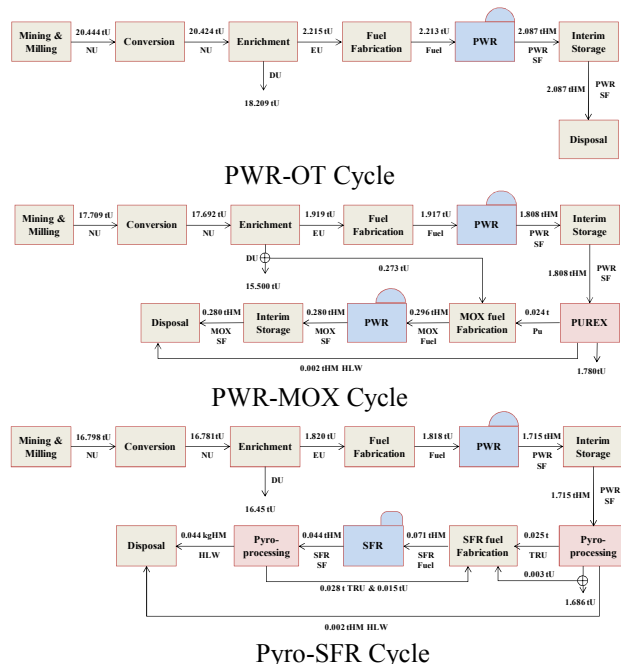 20.444 tU 20.424 tU 2.215 tU 2.213 tU 2.087 tHM
Mining & Milling NU Conversion NU Enrichment EU Fuel Fabrication Fuel PWR PWR SF Interim Storage
DU
18.209 tU
2.087 tHM PWR SF
Disposal
PWR-OT Cycle
17.709 tU 17.692 tU 1.919 tU 1.917 tU 1.808 tHM
Mining & Milling NU Conversion NU Enrichment EU Fuel Fabrication Fuel PWR PWR SF Interim Storage
DU
0.273 tU
15.500 tU
1.808 tHM PWR SF
0.280 tHM 0.280 tHM 0.296 tHM 0.024 t
Disposal MOX SF Interim Storage MOX SF PWR MOX Fuel MOX fuel Fabrication Pu PUREX
0.002 tHM HLW
1.780tU
PWR-MOX Cycle
16.798 tU 16.781tU 1.820 tU 1.818 tU 1.715 tHM
Mining & Milling NU Conversion NU Enrichment EU Fuel Fabrication Fuel PWR PWR SF Interim Storage
DU
16.45 tU
1.715 tHM PWR SF
0.044 kgHM 0.044 tHM 0.071 tHM 0.025 t
Disposal HLW Pyro-processing SFR SF SFR SFR Fuel SFR fuel Fabrication TRU Pyro-processing
0.028 t TRU & 0.015 tU
0.003 tU
1.686 tU
0.002 tHM HLW
Pyro-SFR Cycle